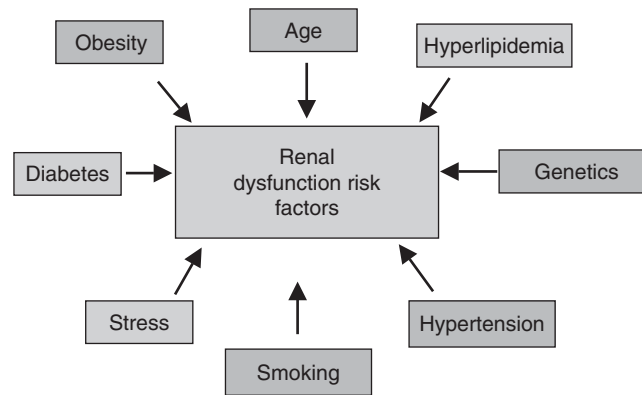 Obesity
Age
Hyperlipidemia
Diabetes
Renal
dysfunction risk
factors
Genetics
Stress
Smoking
Hypertension